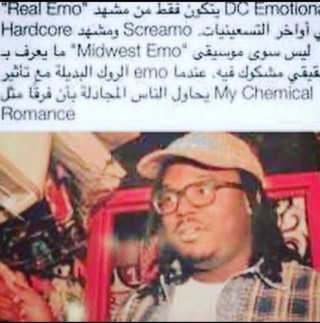 "Real Emo" يتكون فقط من مشهد DC Emotional
ي أواخر التسعينيات. Screamo ومشهد Hardcore
ليس سوى موسيقى "Midwest Emo" ما يعرف بـ
قيقي مشكوك فيه. عندما emo الروك البديلة مع تأثير
يحاول الناس المجادلة بأن فرقًا مثل My Chemical
Romance